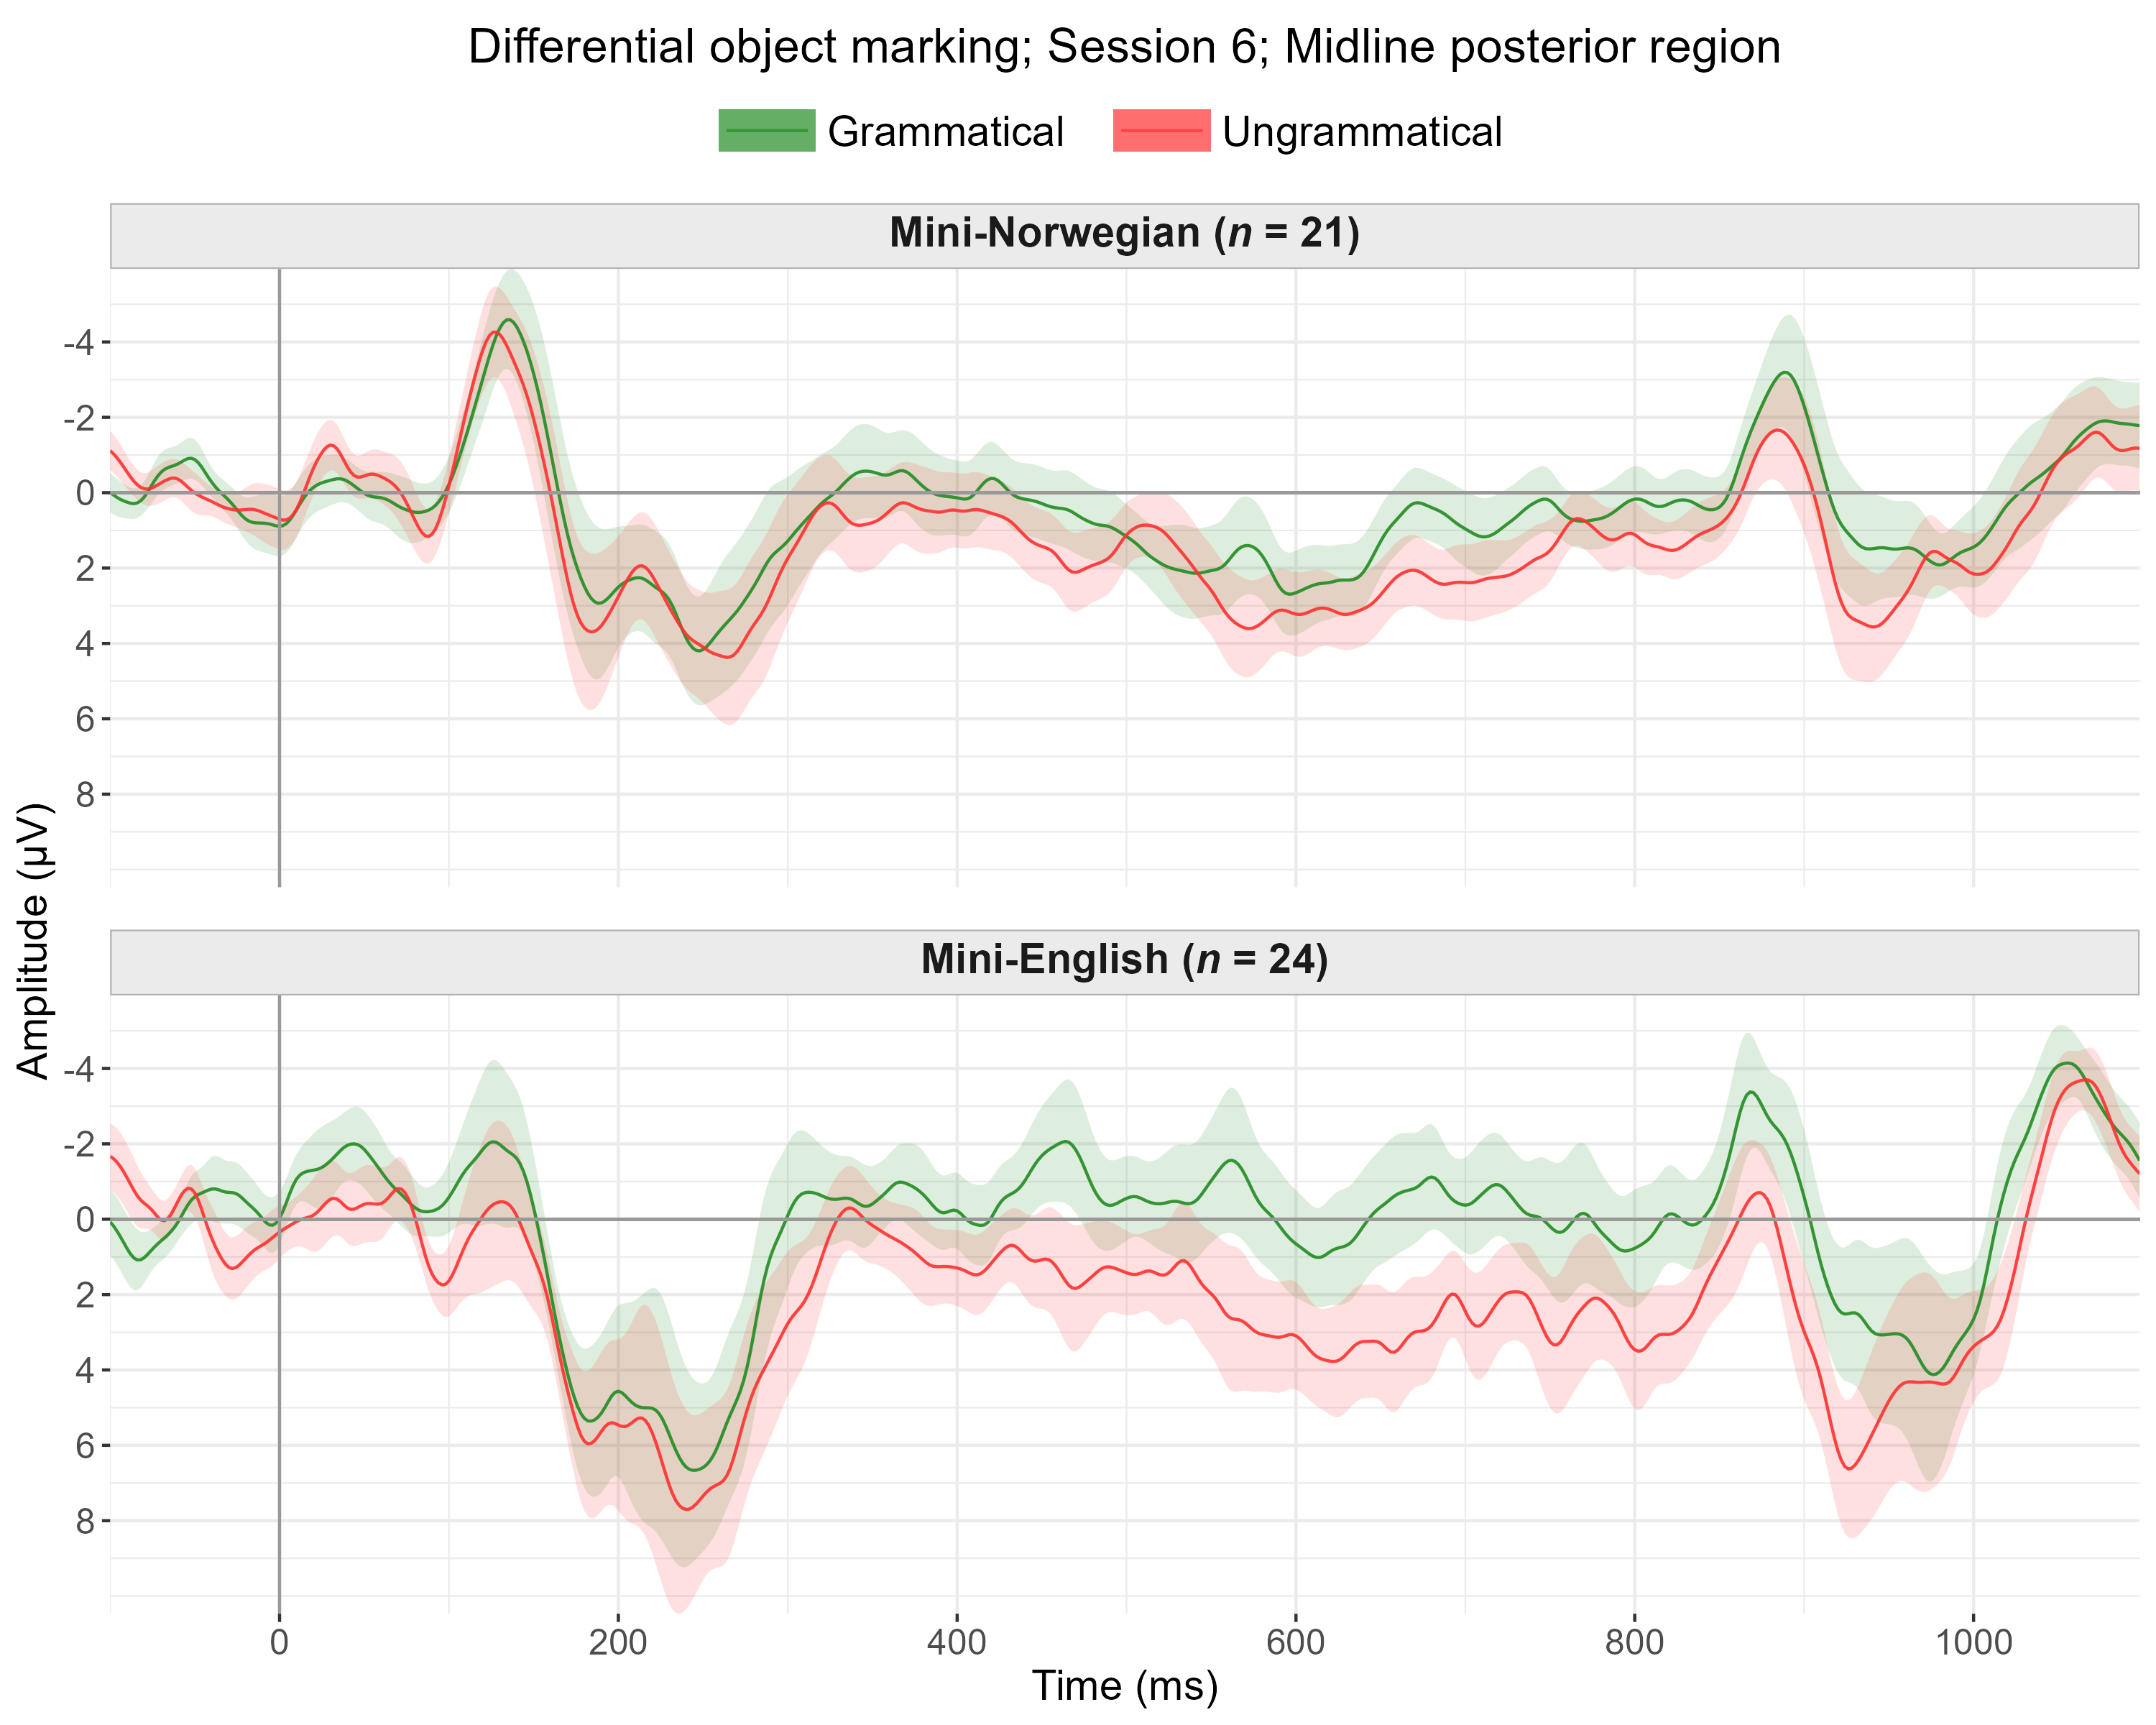 Differential object marking; Session 6; Midline posterior region
Grammatical Ungrammatical
Mini-Norwegian (n = 21)
-4
-2
0
2
4
6
8
Mini-English (n = 24)
-4
-2
0
2
4
6
8
0 200 400 600 800 1000
Time (ms)
Amplitude (µV)